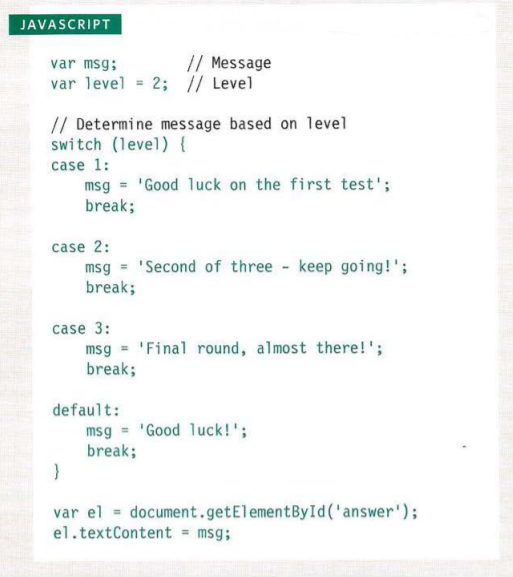 JAVASCRIPT
var msg; // Message
var level = 2; // Level
// Determine message based on level
switch (level) {
case 1:
msg = 'Good luck on the first test';
break;
case 2:
msg = 'Second of three – keep going!';
break;
case 3:
msg = 'Final round, almost there!';
break;
default:
msg = 'Good luck!';
break;
}
var el = document.getElementById('answer');
el.textContent = msg;